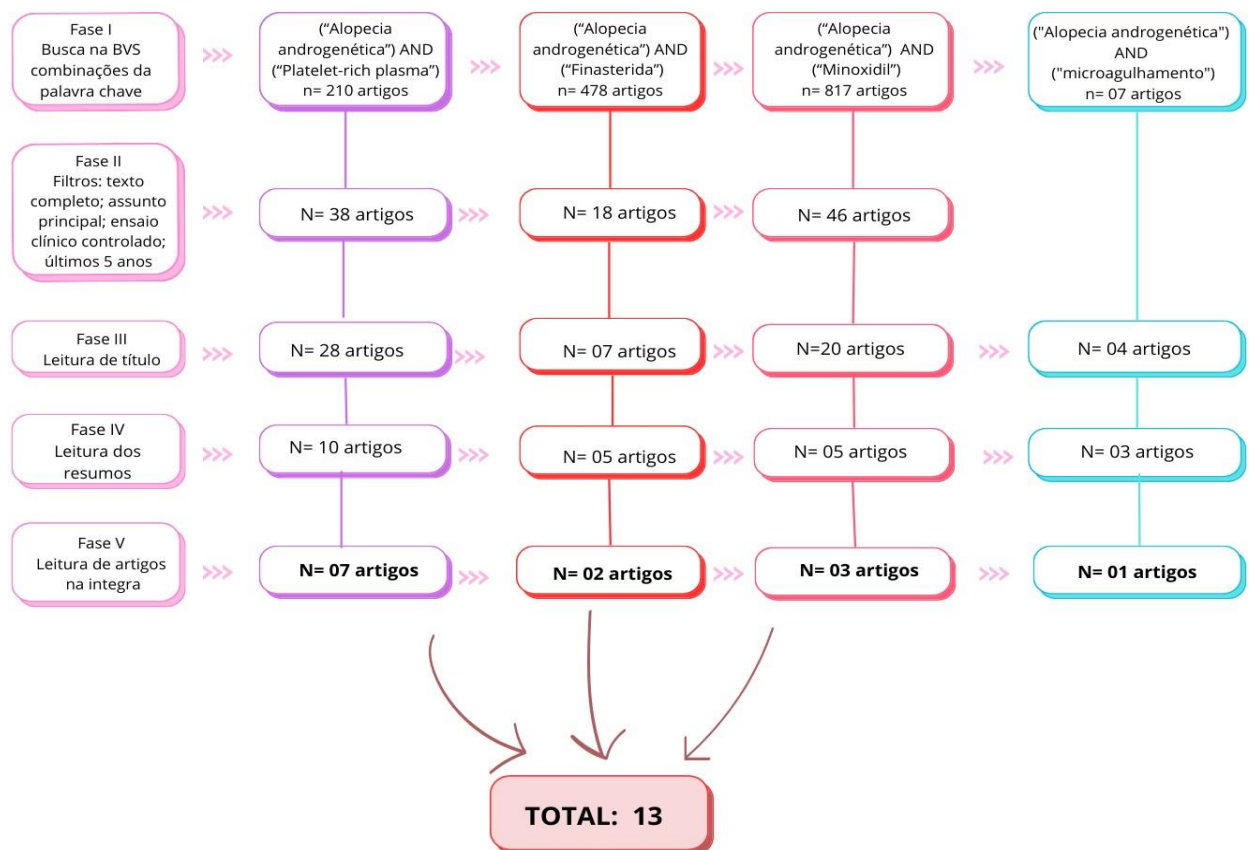 Fase I
Busca na BVS
combinações da
palavra chave
(“Alopecia
androgenética”) AND
(“Platelet-rich plasma”)
n= 210 artigos
(“Alopecia
androgenética”) AND
(“Finasterida”)
n= 478 artigos
(“Alopecia
androgenética”) AND
(“Minoxidil”)
n= 817 artigos
("Alopecia androgenética")
AND
("microagulhamento")
n= 07 artigos
Fase II
Filtros: texto
completo; assunto
principal; ensaio
clínico controlado;
últimos 5 anos
N= 38 artigos
N= 18 artigos
N= 46 artigos
Fase III
Leitura de título
N= 28 artigos
N= 07 artigos
N=20 artigos
N= 04 artigos
Fase IV
Leitura dos
resumos
N= 10 artigos
N= 05 artigos
N= 05 artigos
N= 03 artigos
Fase V
Leitura de artigos
na integra
N= 07 artigos
N= 02 artigos
N= 03 artigos
N= 01 artigos
TOTAL: 13